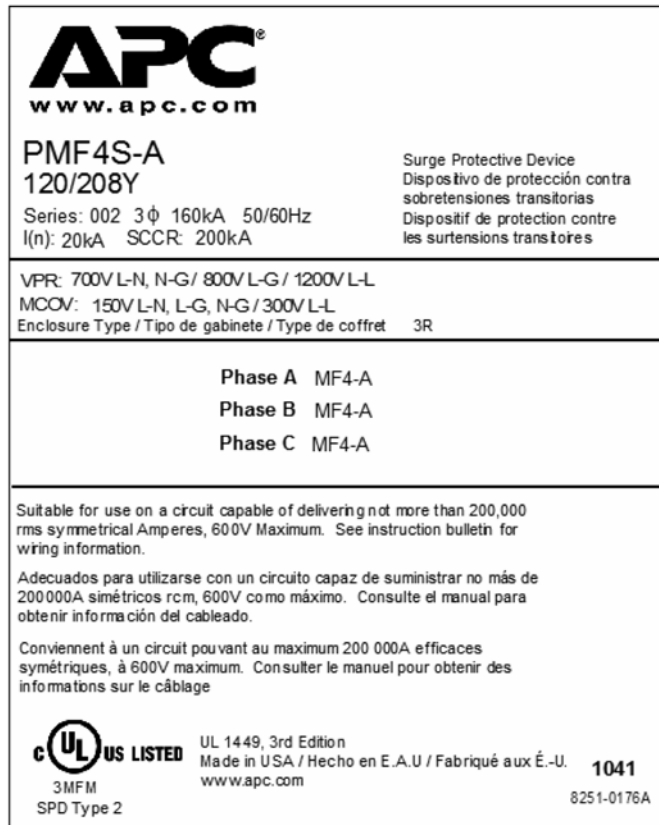 APC®
www.apc.com
PMF4S-A
120/208Y
Series: 002 3ϕ 160kA 50/60Hz
I(n): 20kA SCCR: 200kA
Surge Protective Device
Dispositivo de protección contra
sobretensiones transitorias
Dispositif de protection contre
les surtensions transitoires
VPR: 700V L-N, N-G / 800V L-G / 1200V L-L
MCOV: 150V L-N, L-G, N-G / 300V L-L
Enclosure Type / Tipo de gabinete / Type de coffret 3R
Phase A MF4-A
Phase B MF4-A
Phase C MF4-A
Suitable for use on a circuit capable of delivering not more than 200,000
rms symmetrical Amperes, 600V Maximum. See instruction bulletin for
wiring information.
Adecuados para utilizarse con un circuito capaz de suministrar no más de
200000A simétricos rcm, 600V como máximo. Consulte el manual para
obtener información del cableado.
Conviennent à un circuit pouvant au maximum 200 000A efficaces
symétriques, à 600V maximum. Consulter le manuel pour obtenir des
informations sur le câblage
C UL US LISTED
3MFM
SPD Type 2
UL 1449, 3rd Edition
Made in USA / Hecho en E.A.U / Fabriqué aux É.-U.
www.apc.com
1041
8251-0176A